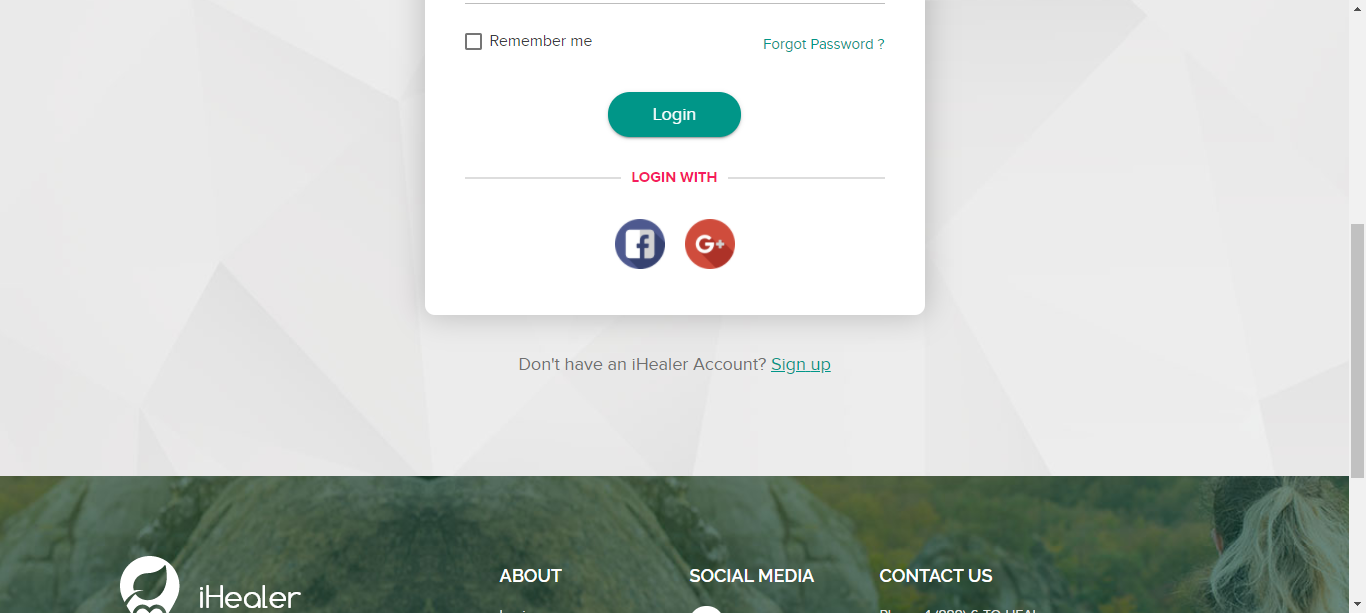 Remember me
Forgot Password ?
Login
LOGIN WITH
G+
Don't have an iHealer Account? Sign up
iHealer
ABOUT
SOCIAL MEDIA
CONTACT US